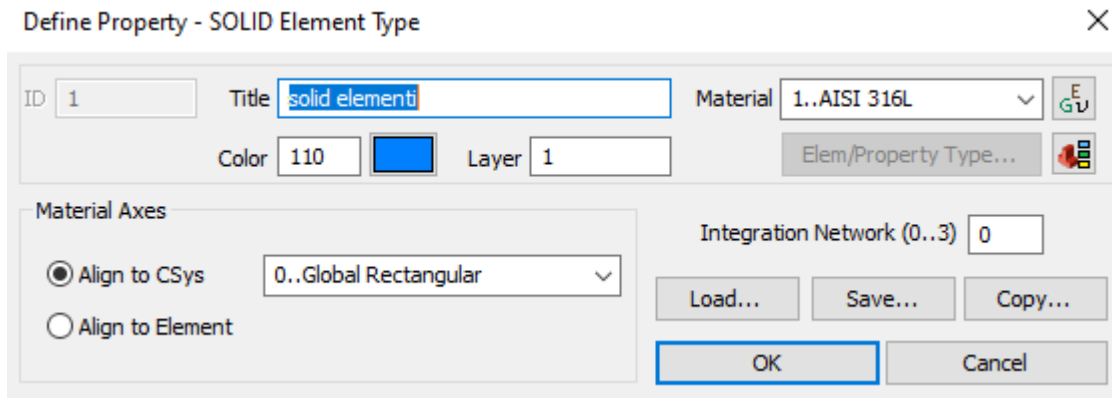 Define Property - SOLID Element Type
ID 1 Title solid elementi Material 1..AISI 316L E G ν
Color 110 Layer 1 Elem/Property Type...
Material Axes
Integration Network (0..3) 0
Align to CSys 0..Global Rectangular
Load... Save... Copy...
Align to Element
OK Cancel